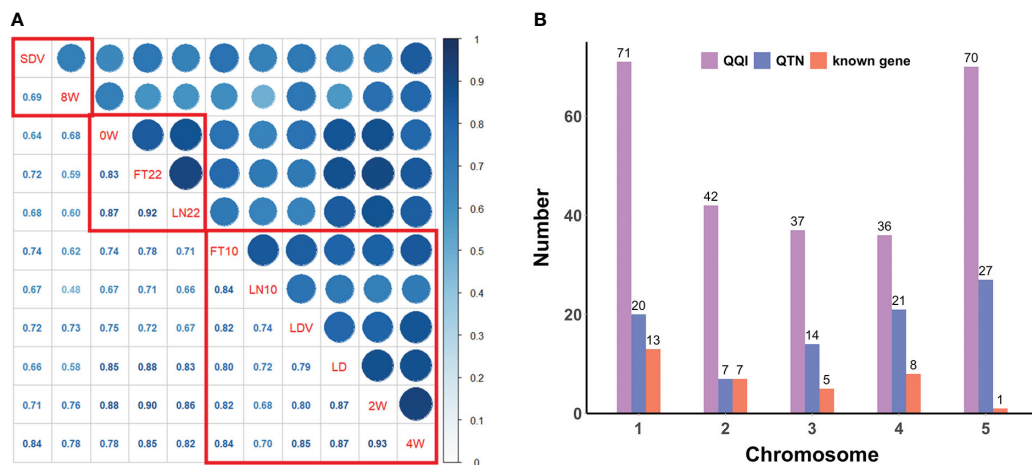 A
SDV
0.69 8W
0.64 0.68 0W
0.72 0.59 0.83 FT22
0.68 0.60 0.87 0.92 LN22
0.74 0.62 0.74 0.78 0.71 FT10
0.67 0.48 0.67 0.71 0.66 0.84 LN10
0.72 0.73 0.75 0.72 0.67 0.82 0.74 LDV
0.66 0.58 0.85 0.88 0.83 0.80 0.72 0.79 LD
0.71 0.76 0.88 0.90 0.86 0.82 0.68 0.80 0.87 2W
0.84 0.78 0.78 0.85 0.82 0.84 0.70 0.85 0.87 0.93 4W
1
0.9
0.8
0.7
0.6
0.5
0.4
0.3
0.2
0.1
0
B
QQI QTN known gene
Number
60
40
20
0
71 20 13
42 7 7
37 14 5
36 21 8
70 27 1
1 2 3 4 5
Chromosome